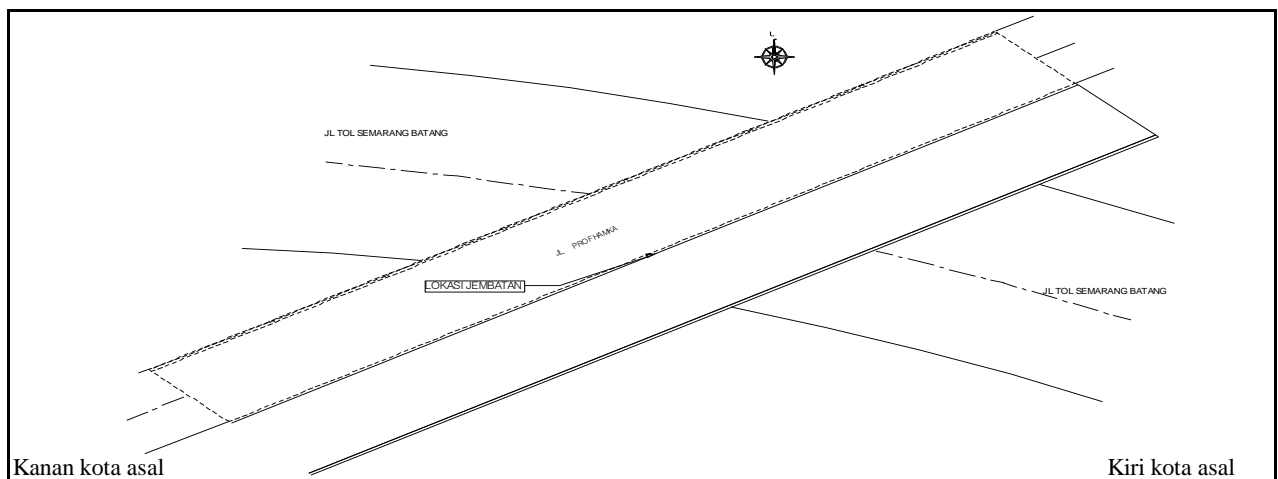 JL TOL SEMARANG BATANG
JL PROF HAMKA
LOKASI JEMBATAN
JL TOL SEMARANG BATANG
Kanan kota asal
Kiri kota asal